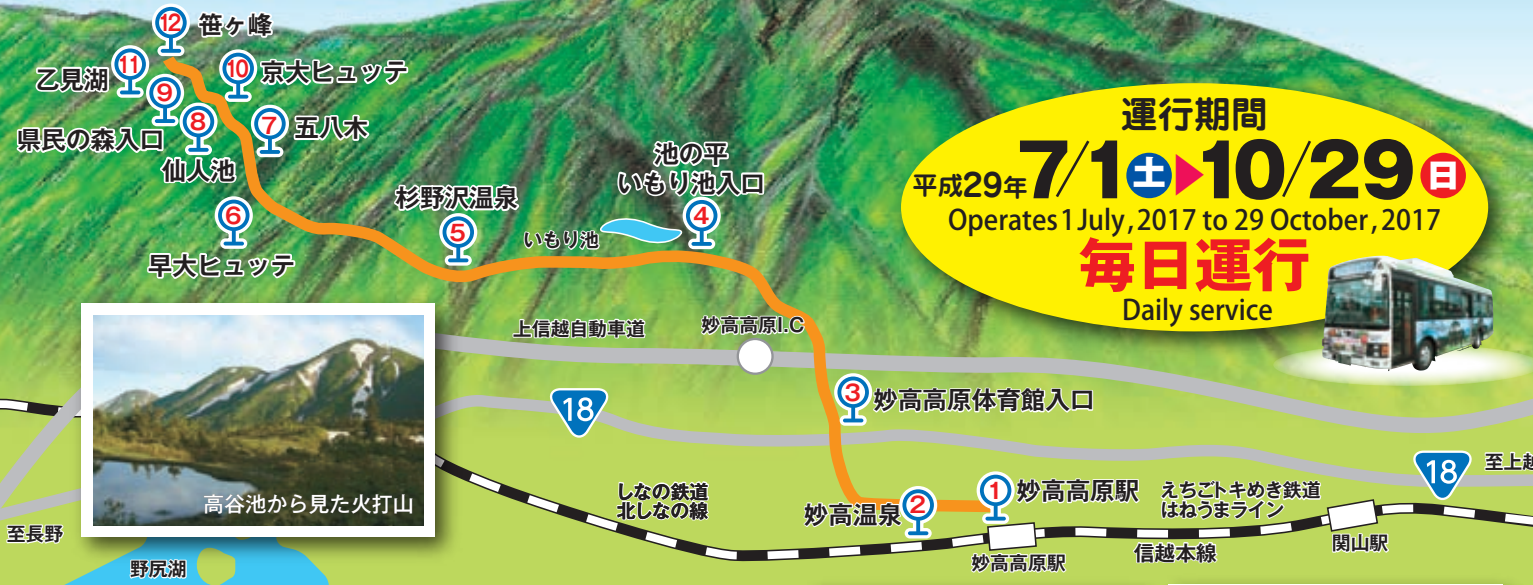 ⑫ 笹ヶ峰
⑪ 乙見湖
⑩ 京大ヒュッテ
⑨ 県民の森入口
⑧ 仙人池
⑦ 五八木
⑥ 早大ヒュッテ
⑤ 杉野沢温泉
いもり池
④ 池の平
いもり池入口
運行期間
平成29年7/1土▶10/29日
Operates 1 July, 2017 to 29 October, 2017
毎日運行
Daily service
上信越自動車道
妙高高原I.C
③ 妙高高原体育館入口
18
高谷池から見た火打山
しなの鉄道
北しなの線
妙高温泉 ②
① 妙高高原駅
えちごトキめき鉄道
はねうまライン
18
至上越
至長野
野尻湖
妙高高原駅
信越本線
関山駅